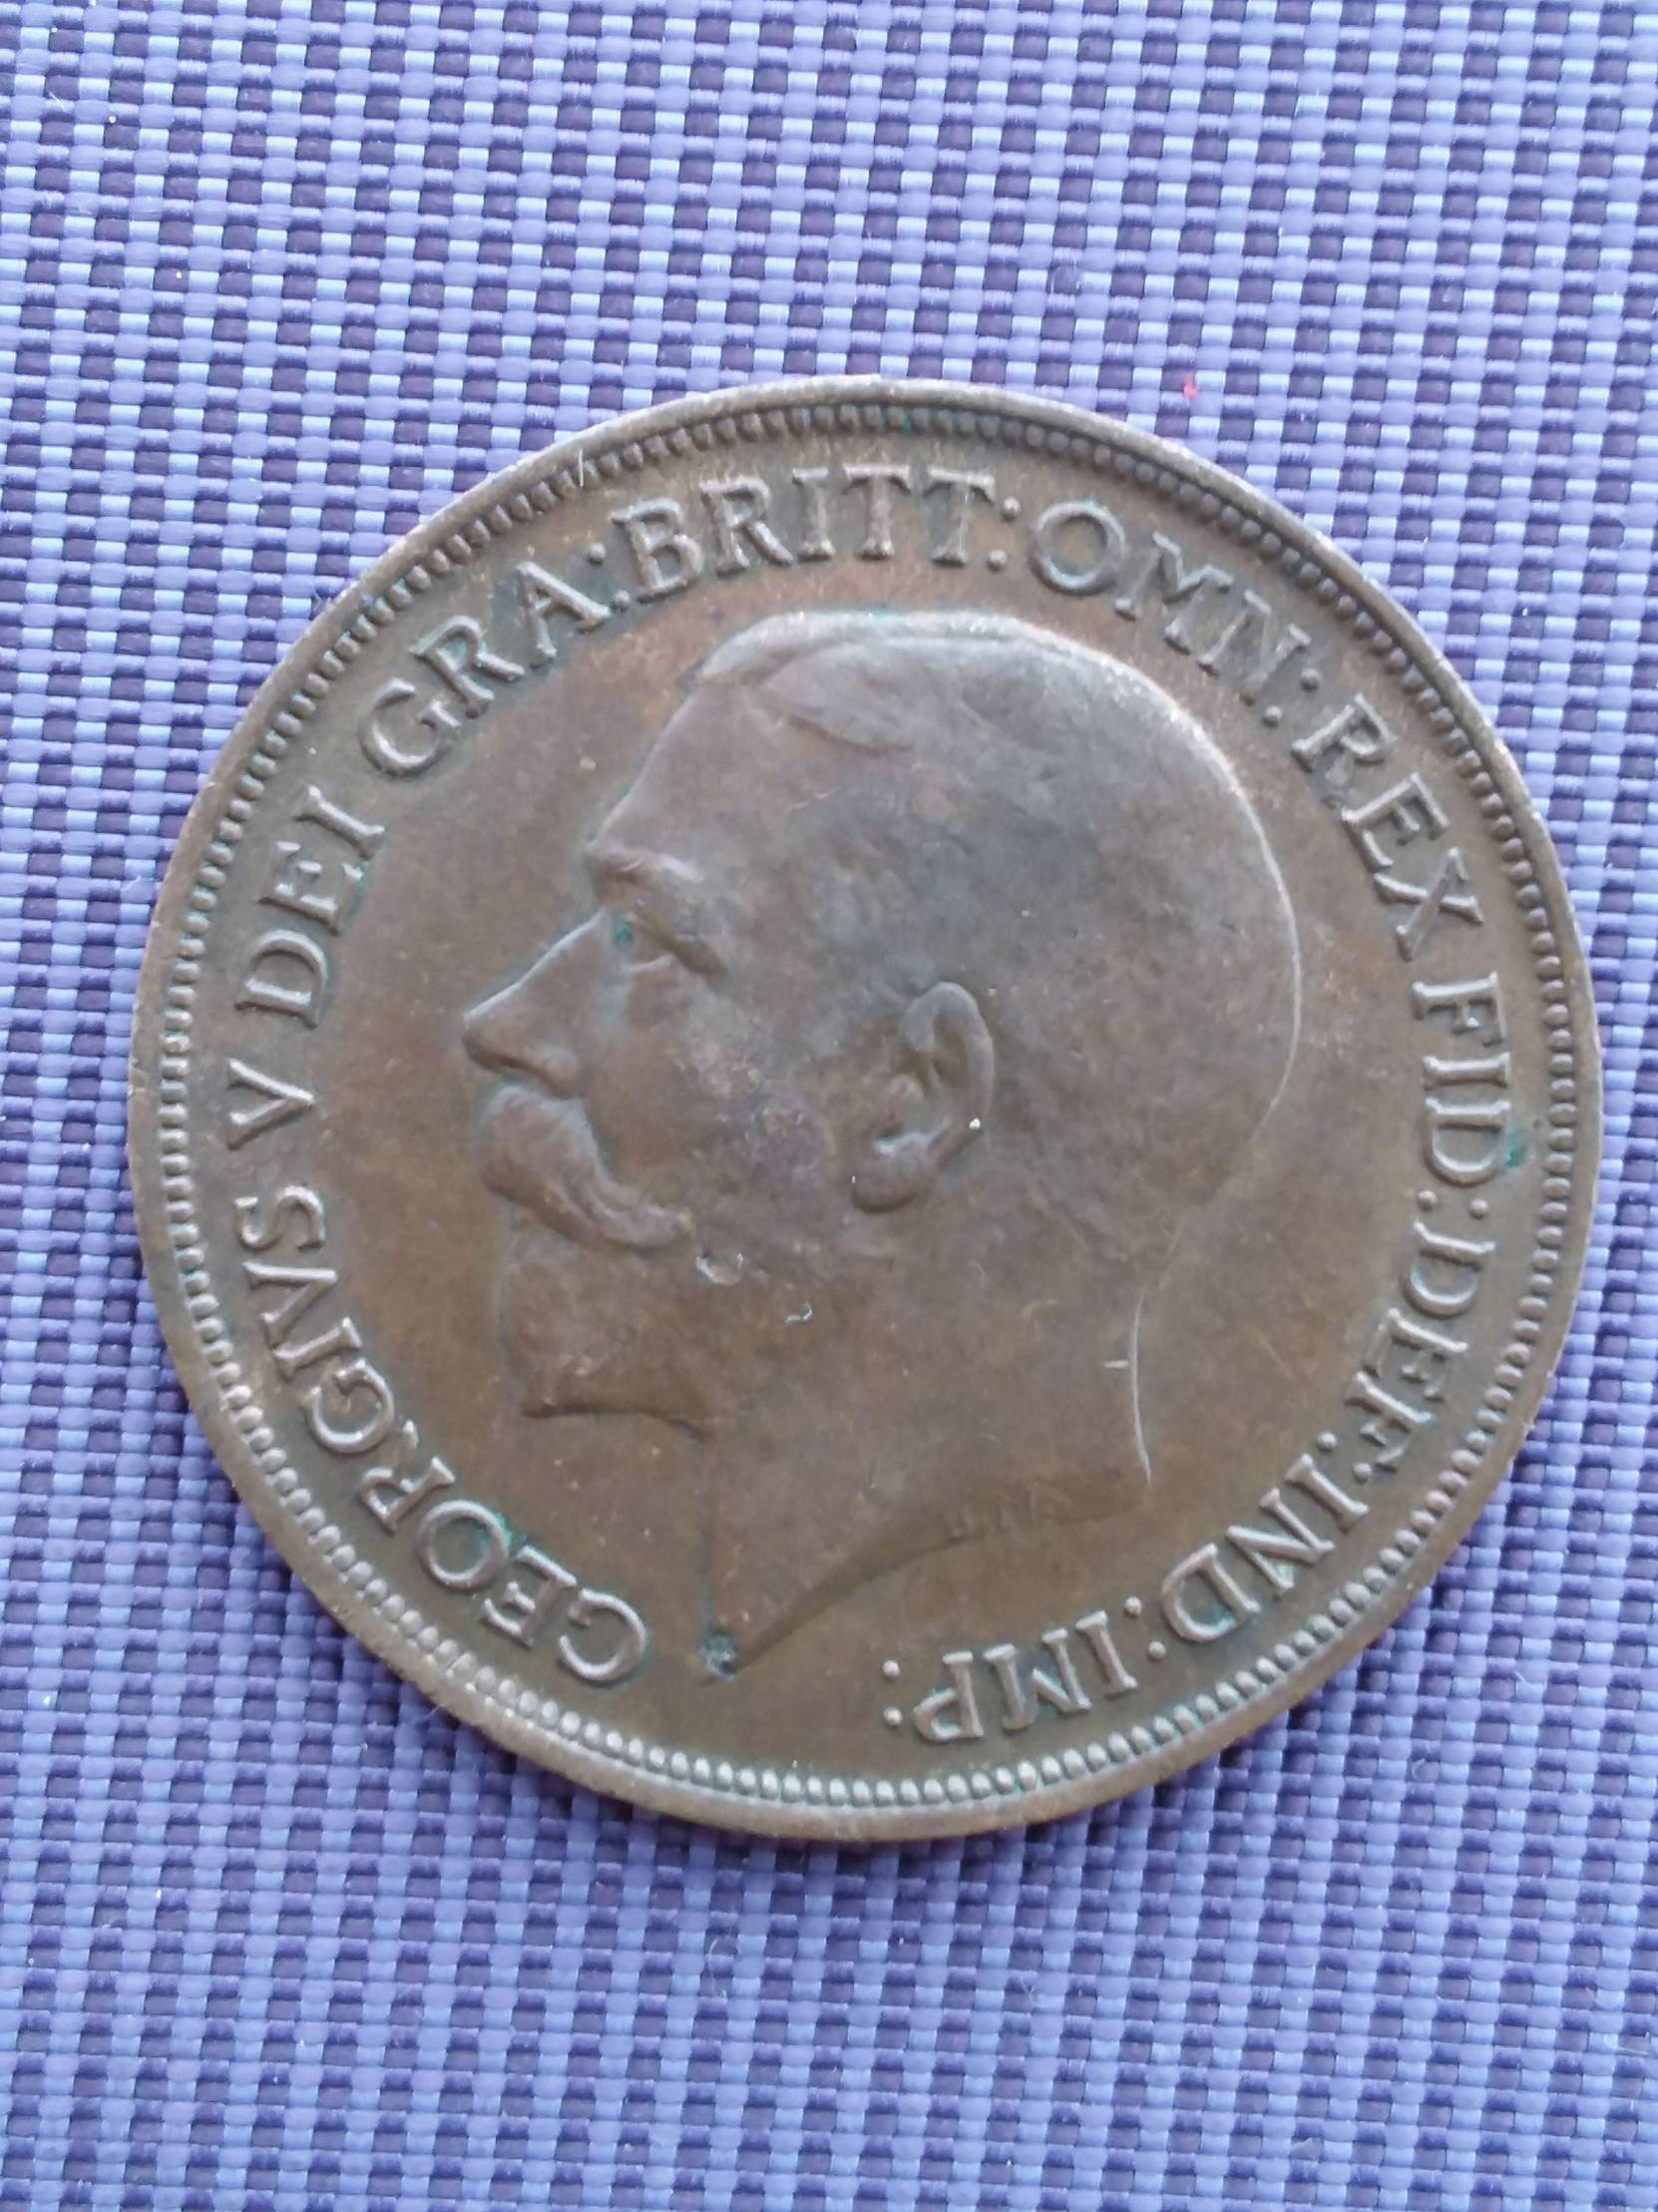 GEORGIVS V DEI GRA: BRITT: OMN: REX FID: DEF: IND: IMP: